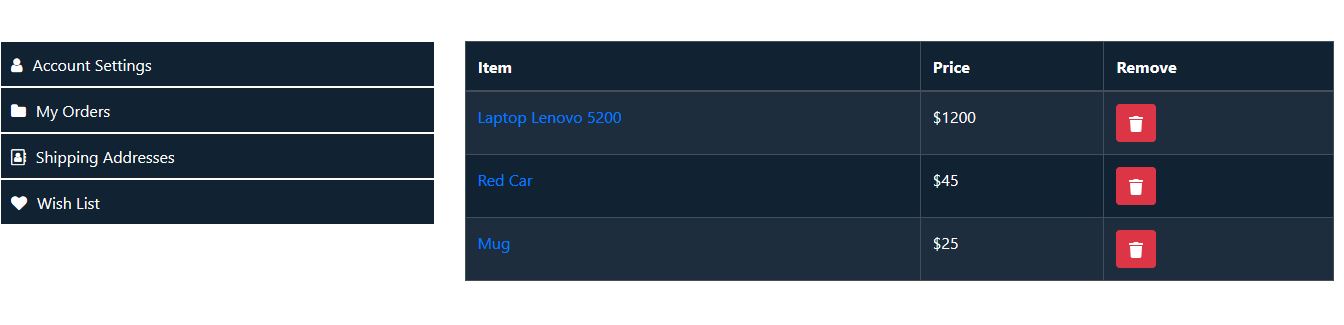 Account Settings
My Orders
Shipping Addresses
Wish List
Item Price Remove
Laptop Lenovo 5200 $1200
Red Car $45
Mug $25